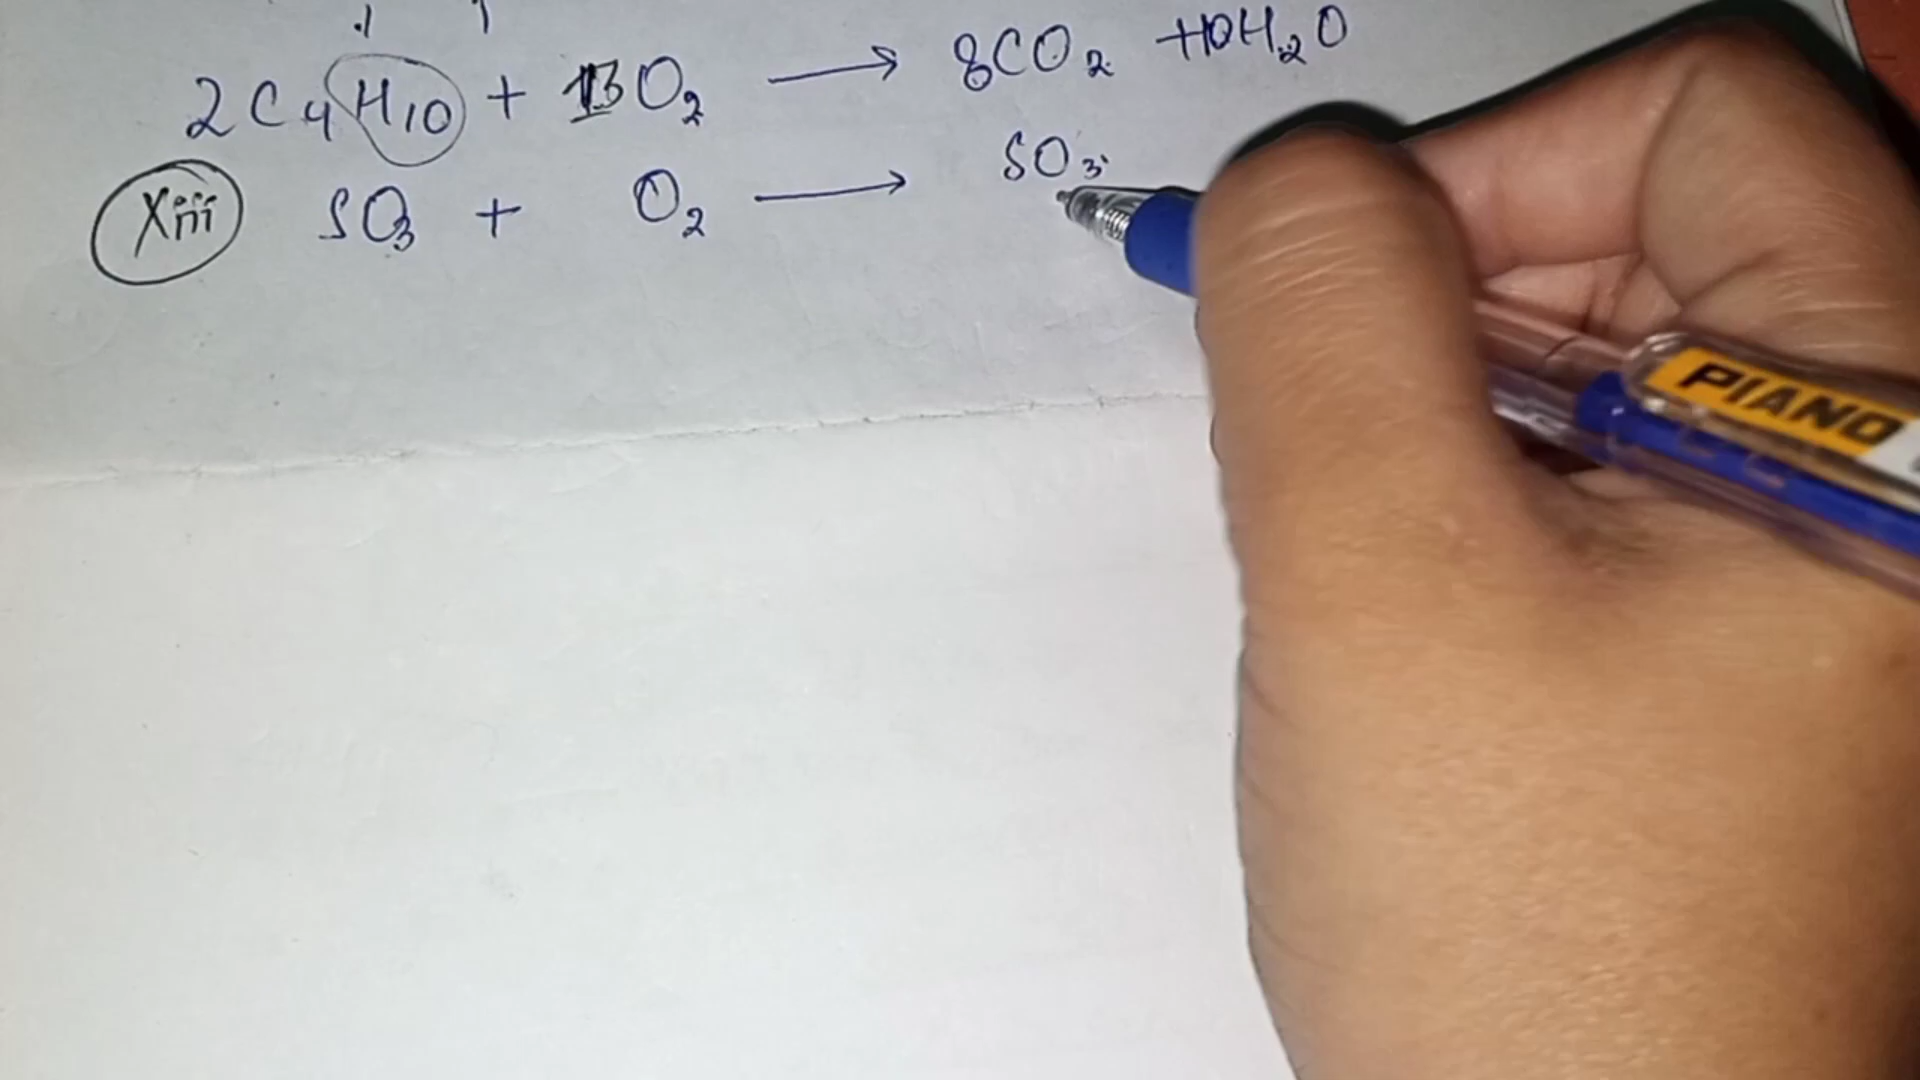 2C₄H₁₀ + 13O₂ → 8CO₂ +10H₂O
Xiii SO₃ + O₂ → SO₃
PIANO